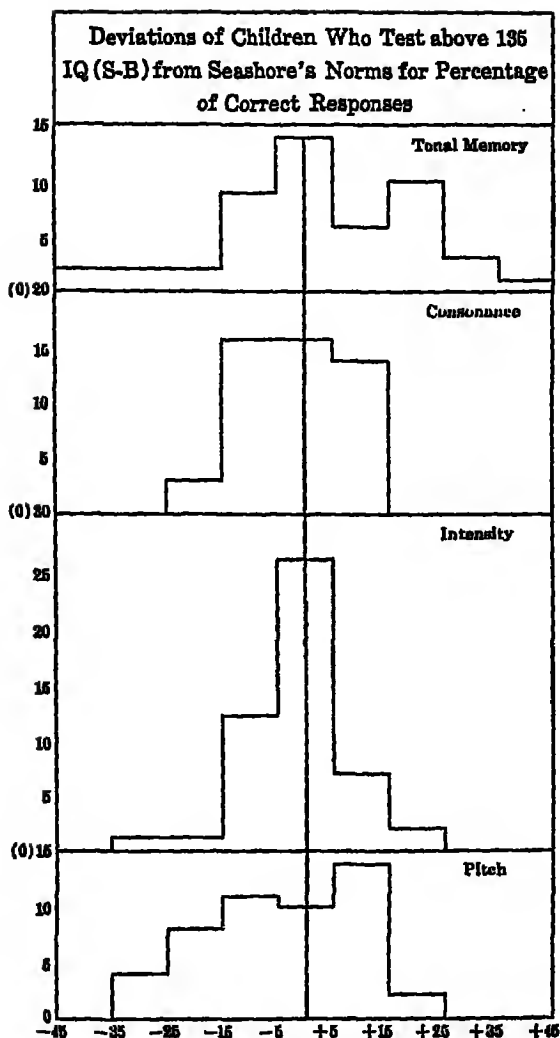 Deviations of Children Who Test above 135
IQ (S-B) from Seashore's Norms for Percentage
of Correct Responses
15
Tonal Memory
10
5
(0) 20
Consonance
15
10
5
(0) 30
Intensity
25
20
15
10
5
(0) 15
Pitch
10
5
0
-45 -35 -25 -15 -5 +5 +15 +25 +35 +45